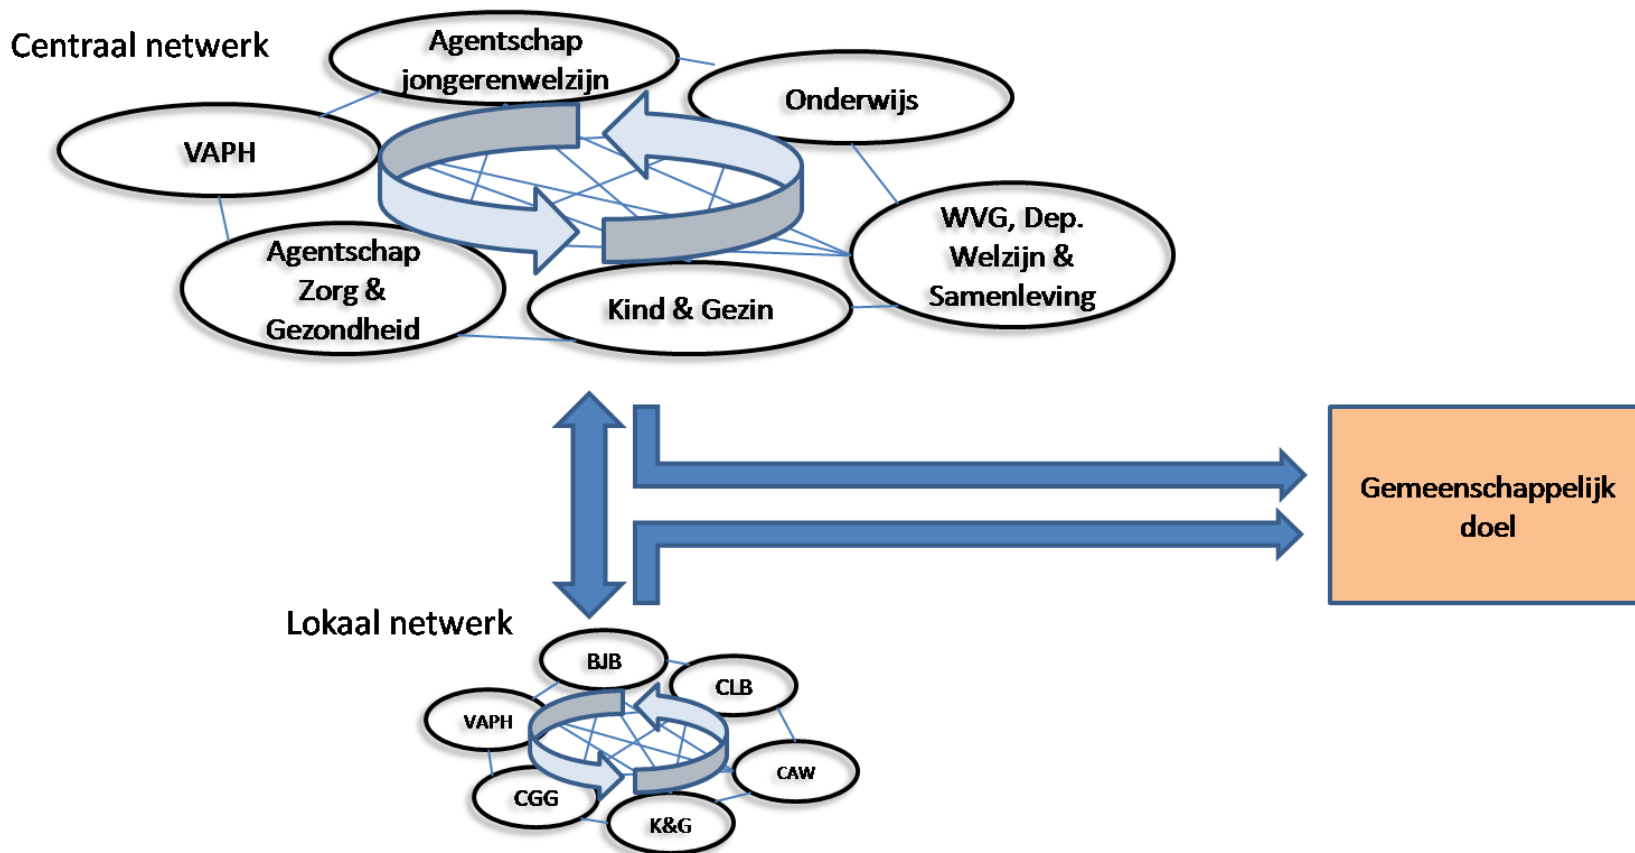 Centraal netwerk
Agentschap
jongerenwelzijn
Onderwijs
VAPH
WVG, Dep.
Welzijn &
Samenleving
Agentschap
Zorg &
Gezondheid
Kind & Gezin
Gemeenschappelijk
doel
Lokaal netwerk
BJB
CLB
VAPH
CAW
CGG
K&G